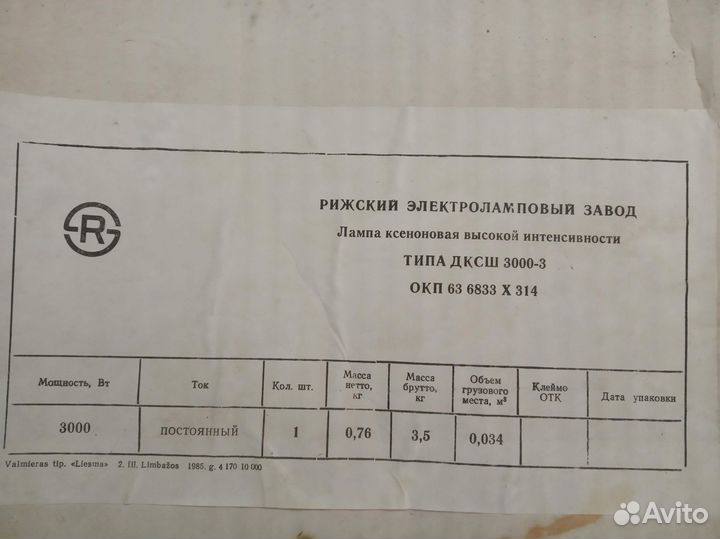 R
РИЖСКИЙ ЭЛЕКТРОЛАМПОВЫЙ ЗАВОД
Лампа ксеноновая высокой интенсивности
ТИПА ДКСШ 3000-3
ОКП 63 6833 X 314
Мощность, Вт Ток Кол. шт. Масса нетто, кг Масса брутто, кг Объем грузового места, м³ Клеймо ОТК Дата упаковки
3000 ПОСТОЯННЫЙ 1 0,76 3,5 0,034
Valmieras tip. «Liesma» 2. iil. Limbažos 1985. g. 4 170 10 000
Avito